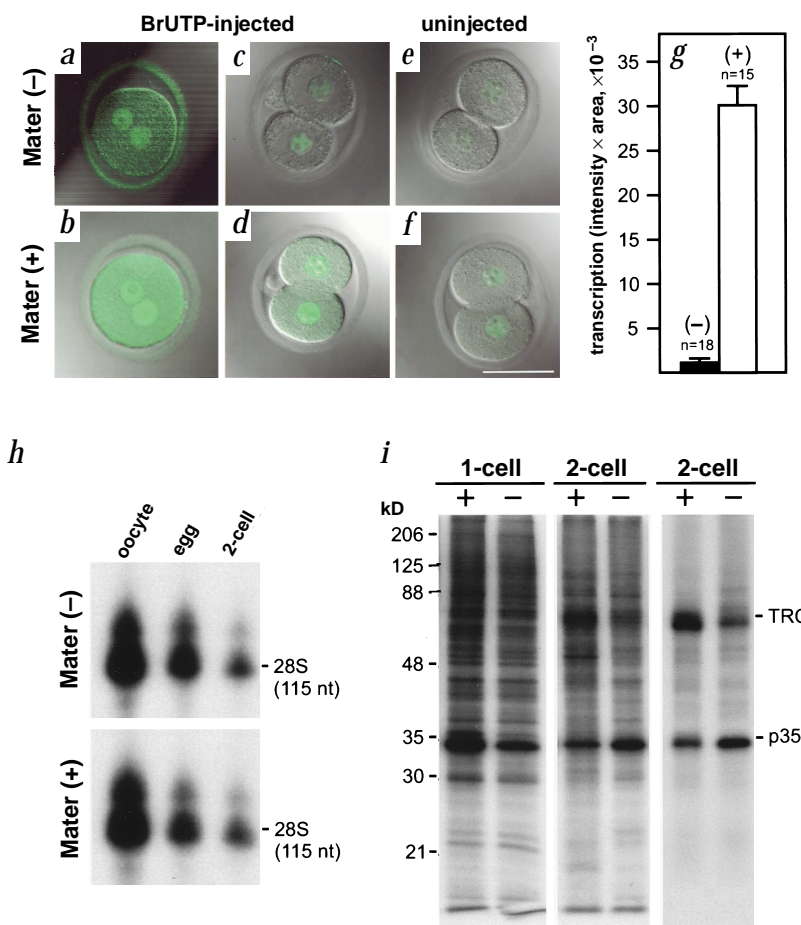 BrUTP-injected uninjected
Mater (–)
a c e
Mater (+)
b d f
g
transcription (intensity × area, ×10⁻³
35
30
25
20
15
10
5
(+)
n=15
(–)
n=18
h
oocyte egg 2-cell
Mater (–)
28S
(115 nt)
Mater (+)
28S
(115 nt)
i
1-cell 2-cell 2-cell
+ – + – + –
kD
206
125
88
TRC
48
35
p35
30
21